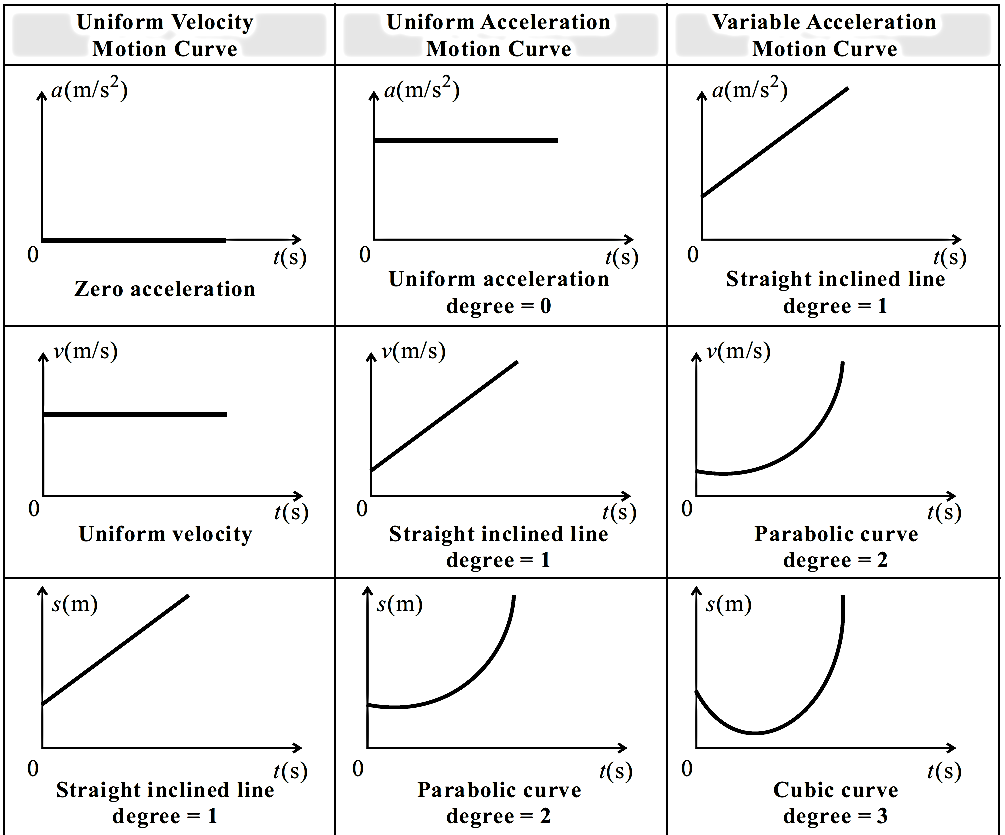 Uniform Velocity
Motion Curve
Uniform Acceleration
Motion Curve
Variable Acceleration
Motion Curve
a(m/s²)
0
t(s)
Zero acceleration
a(m/s²)
0
t(s)
Uniform acceleration
degree = 0
a(m/s²)
0
t(s)
Straight inclined line
degree = 1
v(m/s)
0
t(s)
Uniform velocity
v(m/s)
0
t(s)
Straight inclined line
degree = 1
v(m/s)
0
t(s)
Parabolic curve
degree = 2
s(m)
0
t(s)
Straight inclined line
degree = 1
s(m)
0
t(s)
Parabolic curve
degree = 2
s(m)
0
t(s)
Cubic curve
degree = 3